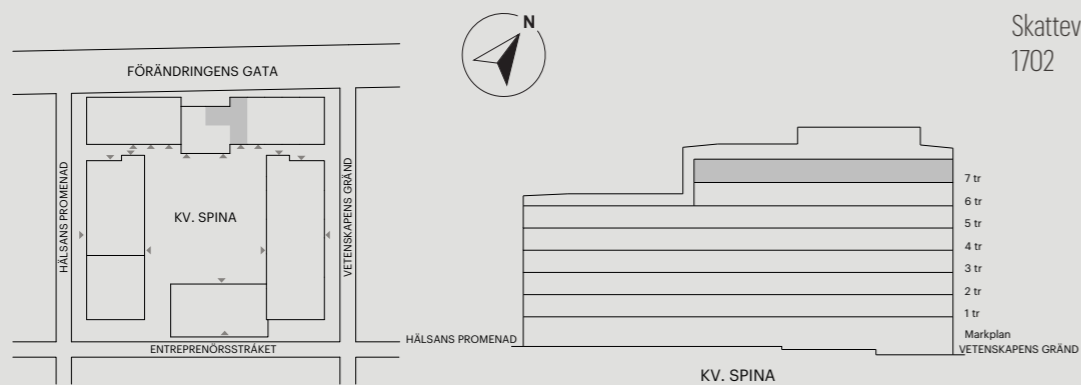 N
Skattev
1702
FÖRÄNDRINGENS GATA
HÄLSANS PROMENAD
KV. SPINA
VETENSKAPENS GRÄND
ENTREPRENÖRSSTRÅKET
7 tr
6 tr
5 tr
4 tr
3 tr
2 tr
1 tr
Markplan
HÄLSANS PROMENAD
VETENSKAPENS GRÄND
KV. SPINA